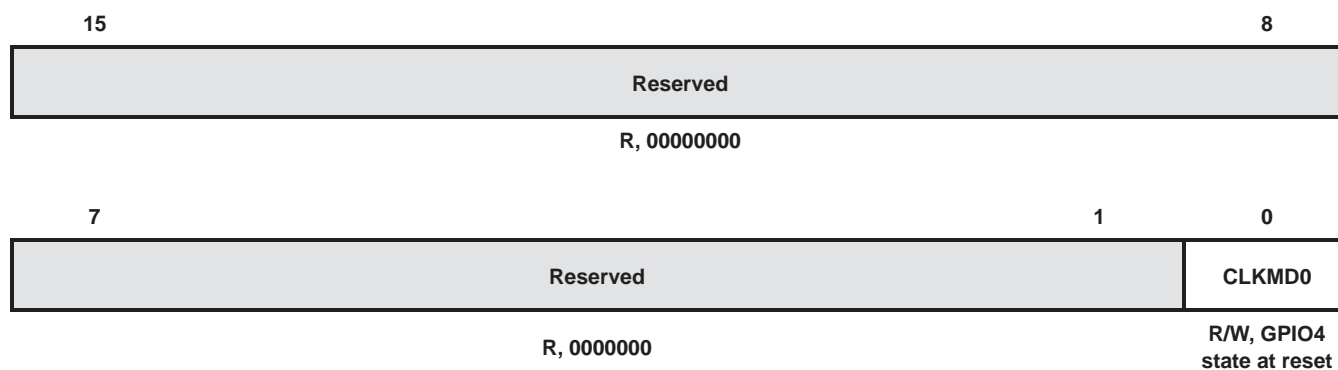 15 8
Reserved
R, 00000000
7 1 0
Reserved CLKMD0
R, 0000000 R/W, GPIO4
state at reset